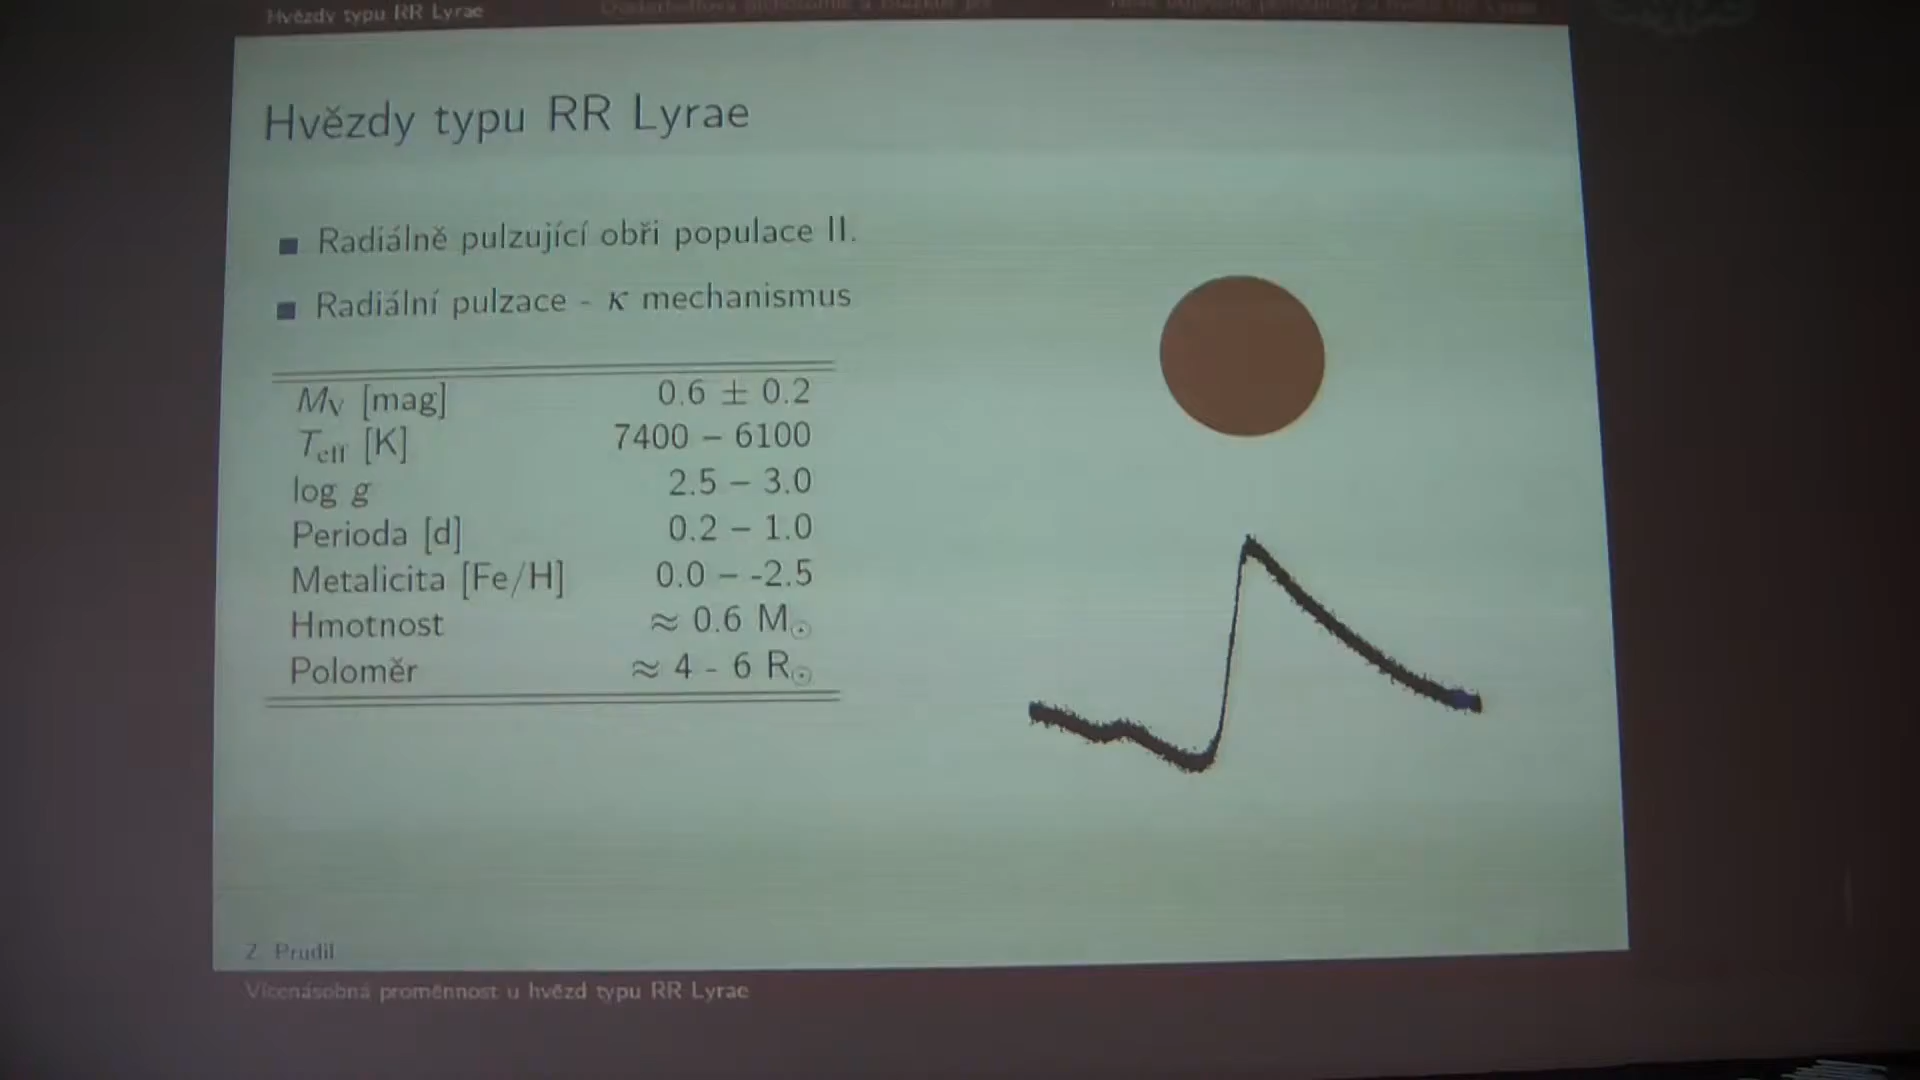 Hvězdy typu RR Lyrae
Hvězdy typu RR Lyrae
Radiálně pulzující obři populace II.
Radiální pulzace - κ mechanismus
M_V [mag] 0.6 ± 0.2
T_eff [K] 7400 – 6100
log g 2.5 – 3.0
Perioda [d] 0.2 – 1.0
Metalicita [Fe/H] 0.0 – -2.5
Hmotnost ≈ 0.6 M⊙
Poloměr ≈ 4 - 6 R⊙
Z. Prudil
Vícenásobná proměnnost u hvězd typu RR Lyrae